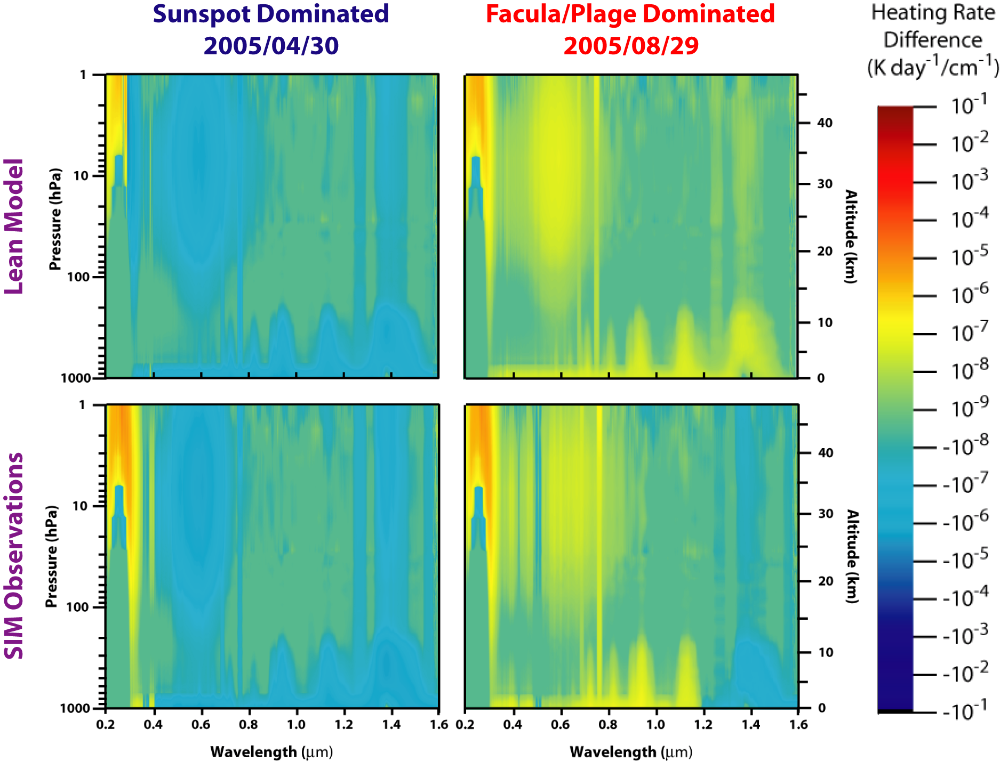 Sunspot Dominated
2005/04/30
Facula/Plage Dominated
2005/08/29
Heating Rate
Difference
(K day⁻¹/cm⁻¹)
Lean Model
Pressure (hPa)
1
10
100
1000
40
30
20
10
0
Altitude (km)
SIM Observations
Pressure (hPa)
1
10
100
1000
40
30
20
10
0
Altitude (km)
0.2 0.4 0.6 0.8 1.0 1.2 1.4 1.6
Wavelength (μm)
0.2 0.4 0.6 0.8 1.0 1.2 1.4 1.6
Wavelength (μm)
10⁻¹
10⁻²
10⁻³
10⁻⁴
10⁻⁵
10⁻⁶
10⁻⁷
10⁻⁸
10⁻⁹
-10⁻⁸
-10⁻⁷
-10⁻⁶
-10⁻⁵
-10⁻⁴
-10⁻³
-10⁻²
-10⁻¹